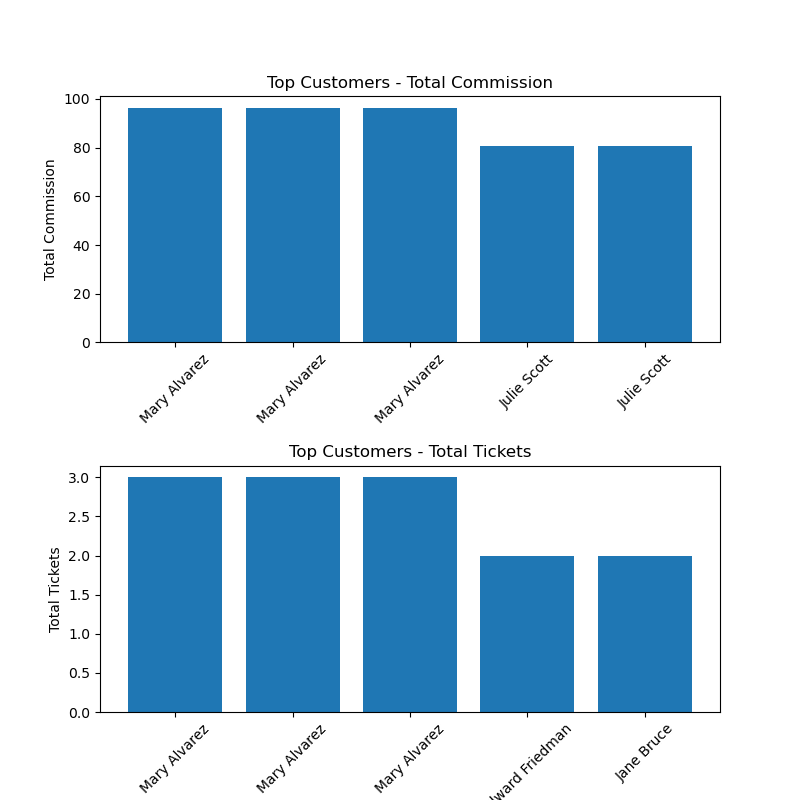 Top Customers - Total Commission
100
80
60
40
20
0
Total Commission
Mary Alvarez
Mary Alvarez
Mary Alvarez
Julie Scott
Julie Scott
Top Customers - Total Tickets
3.0
2.5
2.0
1.5
1.0
0.5
0.0
Total Tickets
Mary Alvarez
Mary Alvarez
Mary Alvarez
Friedman
Jane Bruce